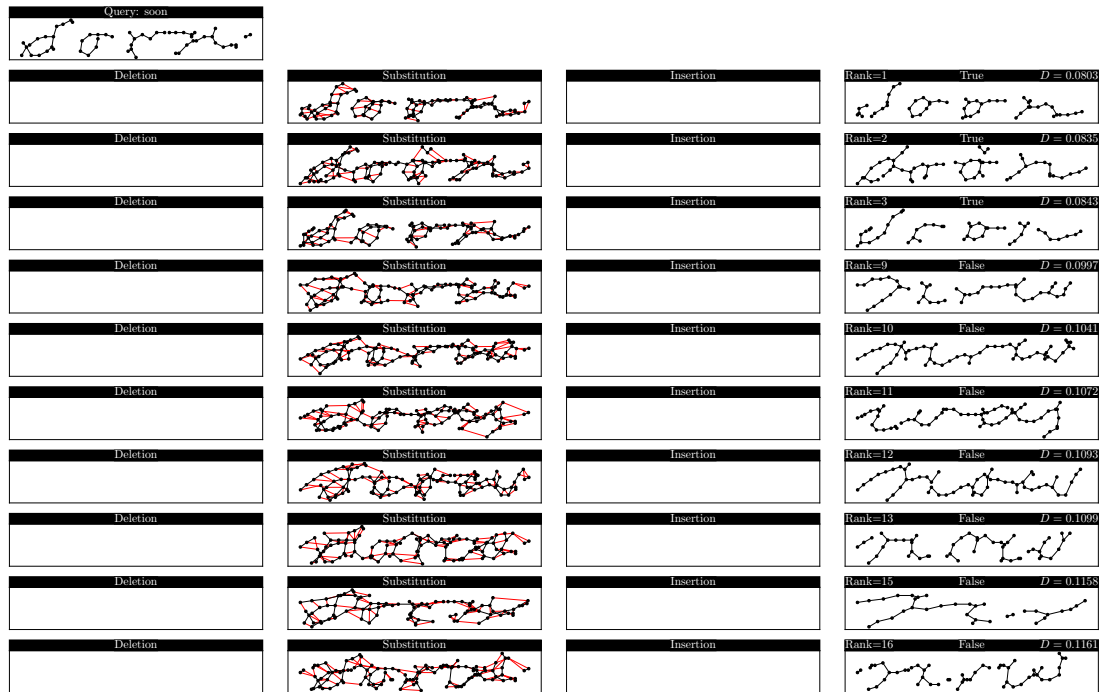 Query: soon
Deletion Substitution Insertion Rank=1 True D = 0.0803
Deletion Substitution Insertion Rank=2 True D = 0.0835
Deletion Substitution Insertion Rank=3 True D = 0.0843
Deletion Substitution Insertion Rank=9 False D = 0.0997
Deletion Substitution Insertion Rank=10 False D = 0.1041
Deletion Substitution Insertion Rank=11 False D = 0.1072
Deletion Substitution Insertion Rank=12 False D = 0.1093
Deletion Substitution Insertion Rank=13 False D = 0.1099
Deletion Substitution Insertion Rank=15 False D = 0.1158
Deletion Substitution Insertion Rank=16 False D = 0.1161